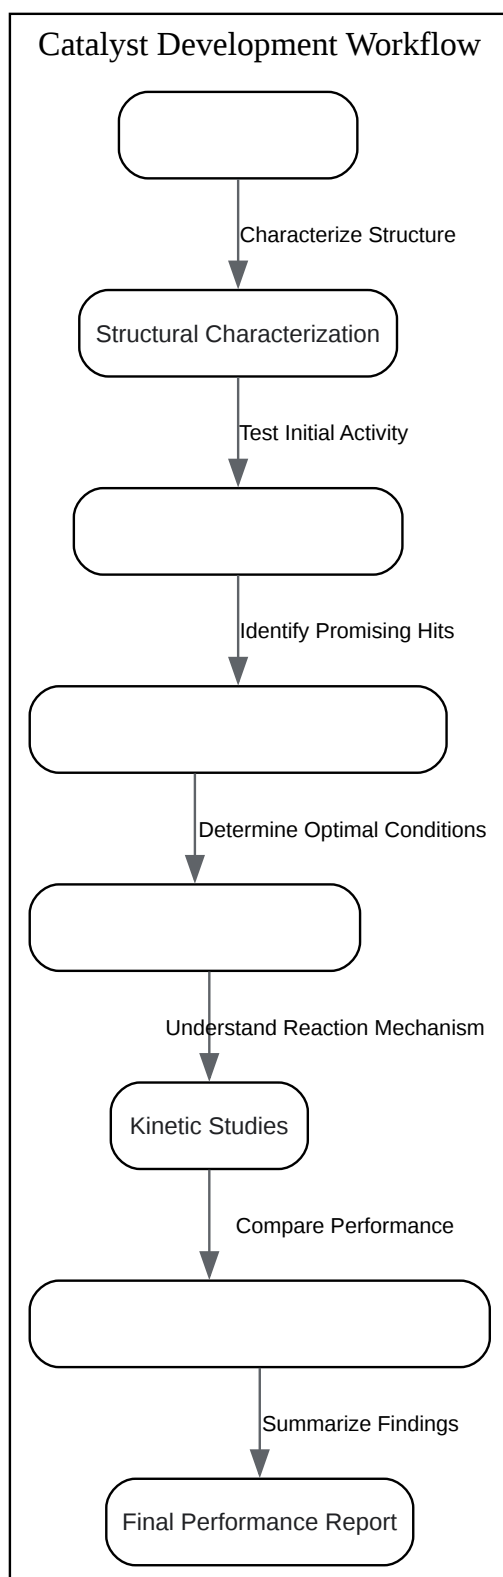 Catalyst Development Workflow
Characterize Structure
Structural Characterization
Test Initial Activity
Identify Promising Hits
Determine Optimal Conditions
Understand Reaction Mechanism
Kinetic Studies
Compare Performance
Summarize Findings
Final Performance Report